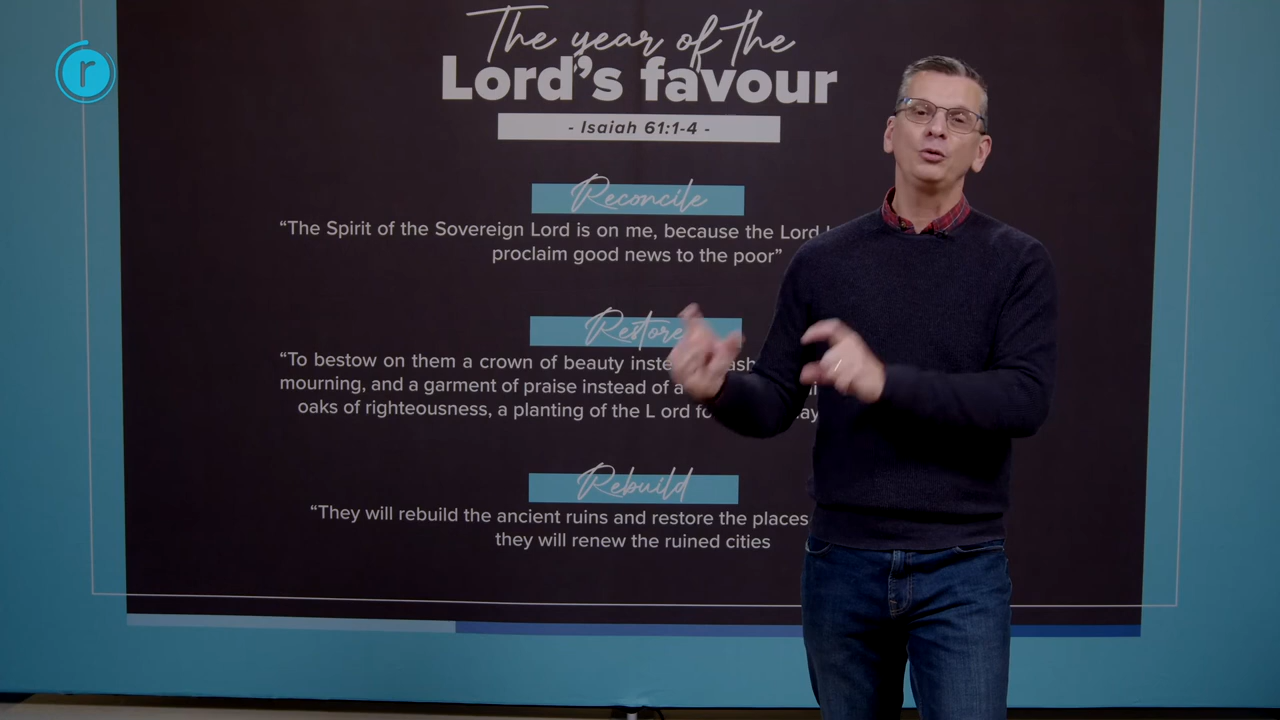 r
The year of the
Lord's favour
- Isaiah 61:1-4 -
Reconcile
“The Spirit of the Sovereign Lord is on me, because the Lord
proclaim good news to the poor”
Restore
“To bestow on them a crown of beauty
mourning, and a garment of praise instead of a
oaks of righteousness, a planting of the L ord
Rebuild
“They will rebuild the ancient ruins and restore the places
they will renew the ruined cities